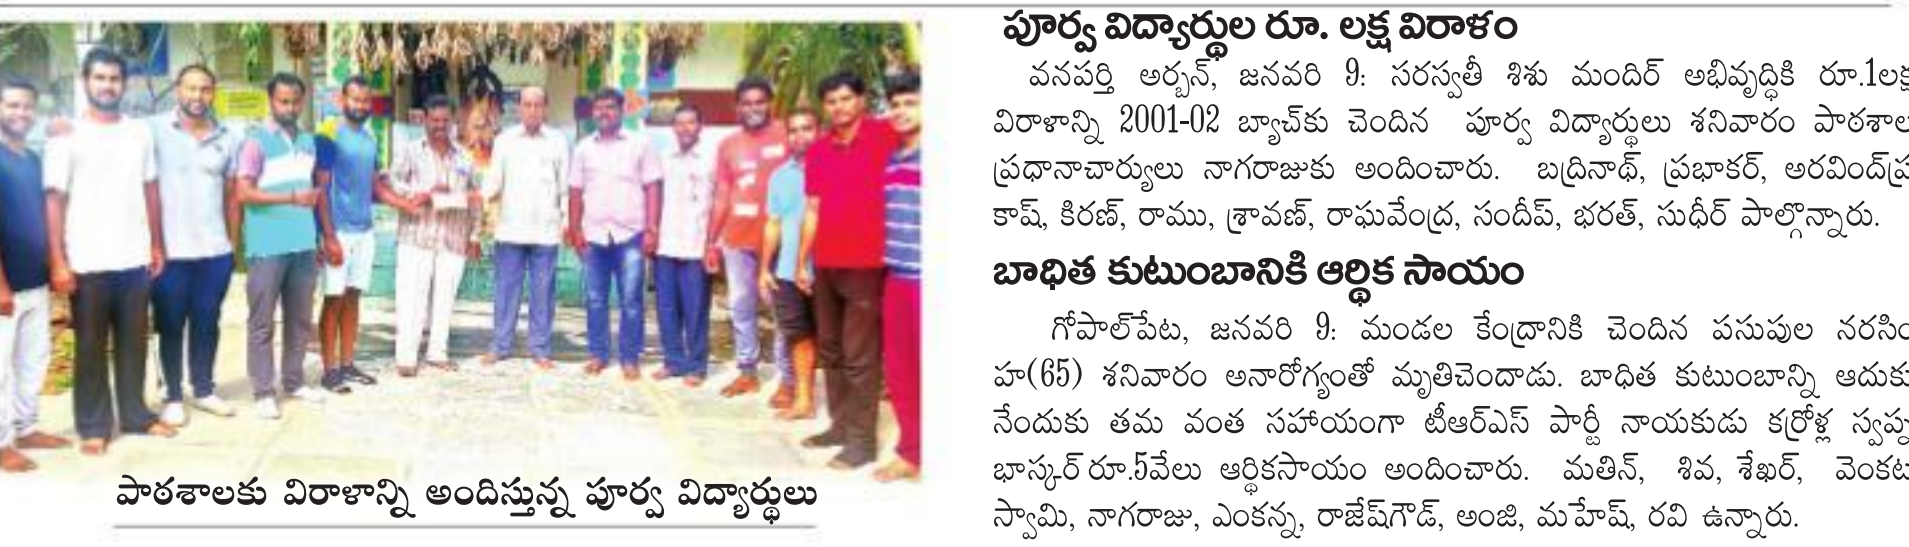 పూర్వ విద్యార్థుల రూ. లక్ష విరాళం
వనపర్తి అర్బన్, జనవరి 9: సరస్వతీ శిశు మందిర్ అభివృద్ధికి రూ.1లక్ష
విరాళాన్ని 2001-02 బ్యాచ్‌కు చెందిన పూర్వ విద్యార్థులు శనివారం పాఠశాల
ప్రధానాచార్యులు నాగరాజుకు అందించారు. బద్రినాథ్, ప్రభాకర్, అరవింద్‌ప్ర
కాష్, కిరణ్, రాము, శ్రావణ్, రాఘవేంద్ర, సందీప్, భరత్, సుధీర్ పాల్గొన్నారు.
బాధిత కుటుంబానికి ఆర్థిక సాయం
గోపాల్‌పేట, జనవరి 9: మండల కేంద్రానికి చెందిన పసుపుల నరసిం
హ(65) శనివారం అనారోగ్యంతో మృతిచెందాడు. బాధిత కుటుంబాన్ని ఆదుకు
నేందుకు తమ వంత సహాయంగా టీఆర్‌ఎస్ పార్టీ నాయకుడు కర్రోళ్ల స్వప్న
భాస్కర్ రూ.5వేలు ఆర్థికసాయం అందించారు. మతిన్, శివ, శేఖర్, వెంకట
స్వామి, నాగరాజు, ఎంకన్న, రాజేష్‌గౌడ్, అంజి, మహేష్, రవి ఉన్నారు.
పాఠశాలకు విరాళాన్ని అందిస్తున్న పూర్వ విద్యార్థులు